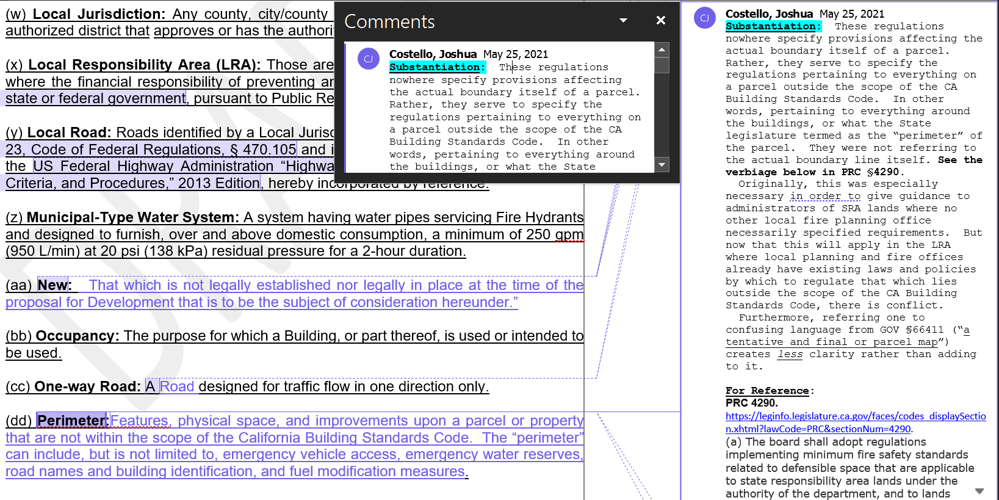 (w) Local Jurisdiction: Any county, city/county
authorized district that approves or has the authori
(x) Local Responsibility Area (LRA): Those are
where the financial responsibility of preventing an
state or federal government, pursuant to Public Re
(y) Local Road: Roads identified by a Local Jurisd
23, Code of Federal Regulations, § 470.105 and i
the US Federal Highway Administration “Highwa
Criteria, and Procedures,” 2013 Edition, hereby incorporated by reference.
(z) Municipal-Type Water System: A system having water pipes servicing Fire Hydrants
and designed to furnish, over and above domestic consumption, a minimum of 250 gpm
(950 L/min) at 20 psi (138 kPa) residual pressure for a 2-hour duration.
(aa) New: That which is not legally established nor legally in place at the time of the
proposal for Development that is to be the subject of consideration hereunder.”
(bb) Occupancy: The purpose for which a Building, or part thereof, is used or intended to
be used.
(cc) One-way Road: A Road designed for traffic flow in one direction only.
(dd) Perimeter:Features, physical space, and improvements upon a parcel or property
that are not within the scope of the California Building Standards Code. The “perimeter”
can include, but is not limited to, emergency vehicle access, emergency water reserves,
road names and building identification, and fuel modification measures.
Comments
CJ
Costello, Joshua May 25, 2021
Substantiation: These regulations
nowhere specify provisions affecting
the actual boundary itself of a parcel.
Rather, they serve to specify the
regulations pertaining to everything on
a parcel outside the scope of the CA
Building Standards Code. In other
words, pertaining to everything around
the buildings, or what the State
CJ
Costello, Joshua May 25, 2021
Substantiation: These regulations
nowhere specify provisions affecting the
actual boundary itself of a parcel.
Rather, they serve to specify the
regulations pertaining to everything on
a parcel outside the scope of the CA
Building Standards Code. In other
words, pertaining to everything around
the buildings, or what the State
legislature termed as the “perimeter” of
the parcel. They were not referring to
the actual boundary line itself. See the
verbiage below in PRC §4290.
Originally, this was especially
necessary in order to give guidance to
administrators of SRA lands where no
other local fire planning office
necessarily specified requirements. But
now that this will apply in the LRA
where local planning and fire offices
already have existing laws and policies
by which to regulate that which lies
outside the scope of the CA Building
Standards Code, there is conflict.
Furthermore, referring one to
confusing language from GOV §66411 (“a
tentative and final or parcel map”)
creates less clarity rather than adding
to it.
For Reference:
PRC 4290.
https://leginfo.legislature.ca.gov/faces/codes_displaySectio
n.xhtml?lawCode=PRC&sectionNum=4290.
(a) The board shall adopt regulations
implementing minimum fire safety standards
related to defensible space that are applicable
to state responsibility area lands under the
authority of the department, and to lands